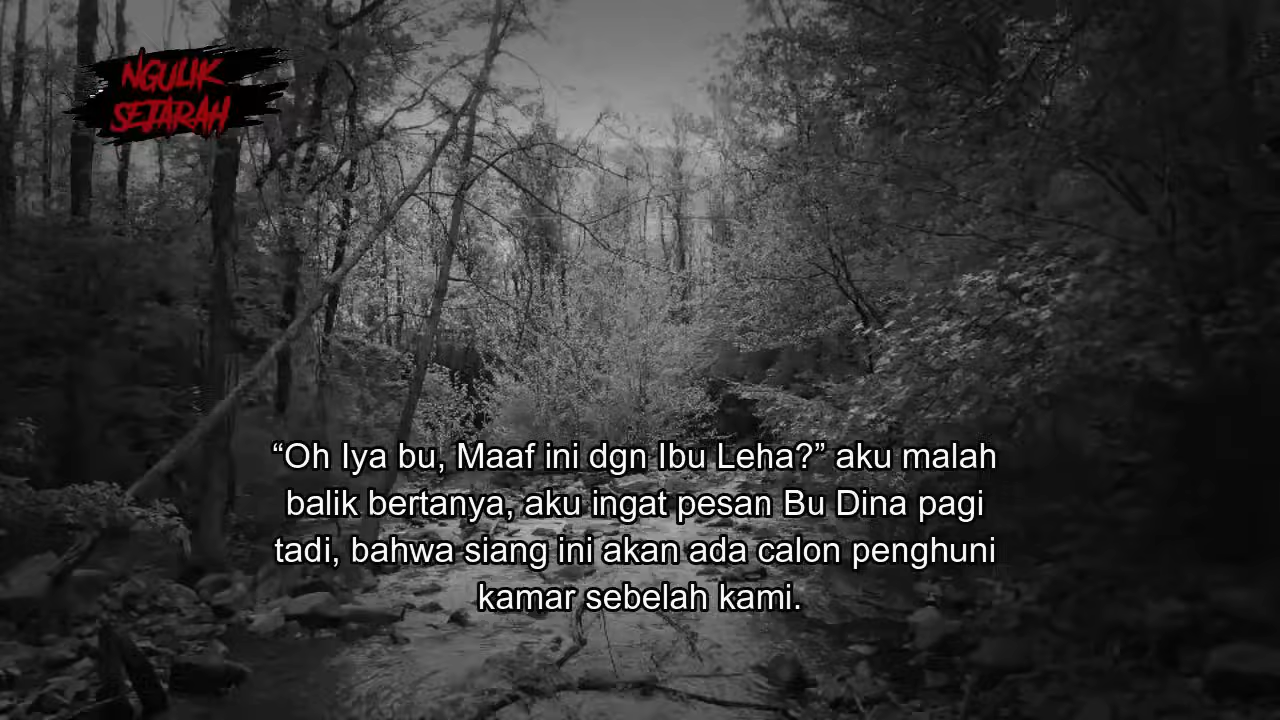 NGULIK
SEJARAH
“Oh Iya bu, Maaf ini dgn Ibu Leha?” aku malah
balik bertanya, aku ingat pesan Bu Dina pagi
tadi, bahwa siang ini akan ada calon penghuni
kamar sebelah kami.